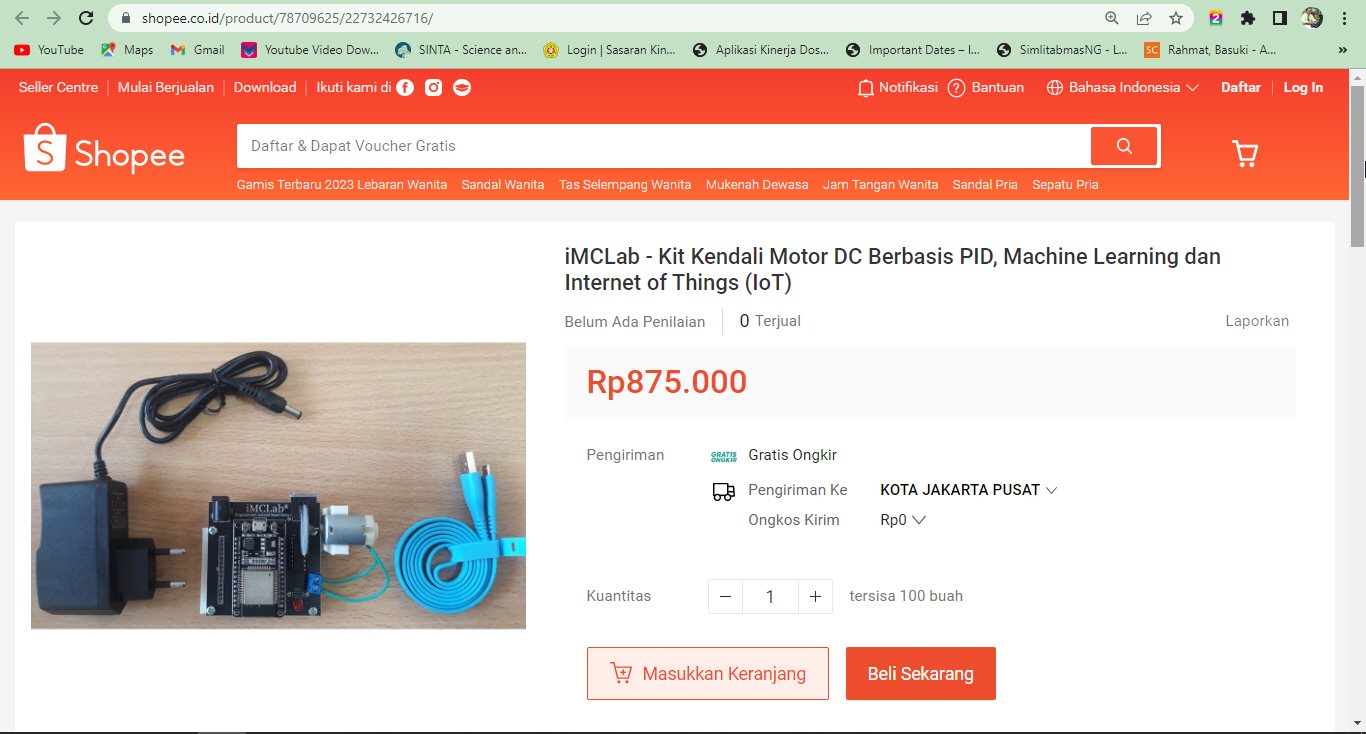 shopee.co.id/product/78709625/22732426716/
2
YouTube
Maps
Gmail
Youtube Video Dow...
SINTA - Science an...
Login | Sasaran Kin...
Aplikasi Kinerja Dos...
Important Dates – I...
SimlitabmasNG - L...
SC Rahmat, Basuki - A...
»
Seller Centre
Mulai Berjualan
Download
Ikuti kami di
Notifikasi
Bantuan
Bahasa Indonesia
Daftar
Log In
S Shopee
Daftar & Dapat Voucher Gratis
Gamis Terbaru 2023 Lebaran Wanita
Sandal Wanita
Tas Selempang Wanita
Mukenah Dewasa
Jam Tangan Wanita
Sandal Pria
Sepatu Pria
iMCLab - Kit Kendali Motor DC Berbasis PID, Machine Learning dan
Internet of Things (IoT)
Belum Ada Penilaian
0 Terjual
Laporkan
Rp875.000
Pengiriman
GRATIS
ONGKIR
Gratis Ongkir
Pengiriman Ke
KOTA JAKARTA PUSAT
Ongkos Kirim
Rp0
iMCLab®
Kuantitas
1
tersisa 100 buah
Masukkan Keranjang
Beli Sekarang